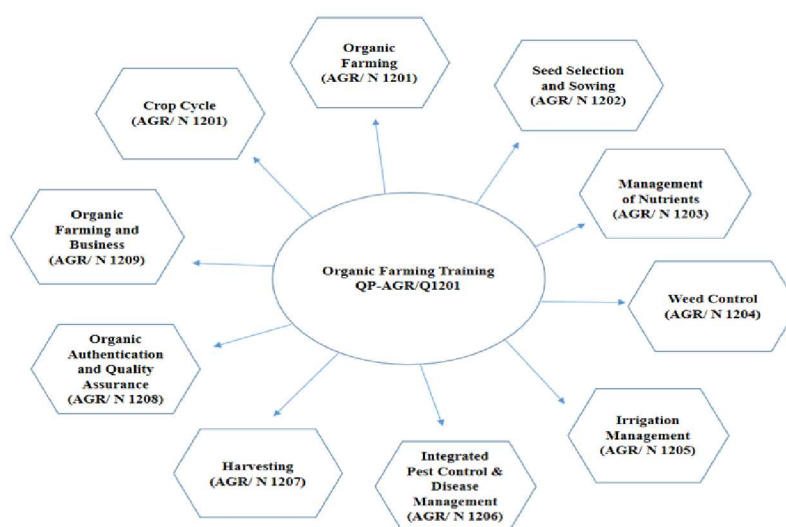 Organic
Farming
(AGR/ N 1201)
Seed Selection
and Sowing
(AGR/ N 1202)
Crop Cycle
(AGR/ N 1201)
Management
of Nutrients
(AGR/ N 1203)
Organic
Farming and
Business
(AGR/ N 1209)
Organic Farming Training
QP-AGR/Q1201
Weed Control
(AGR/ N 1204)
Organic
Authentication
and Quality
Assurance
(AGR/ N 1208)
Irrigation
Management
(AGR/ N 1205)
Harvesting
(AGR/ N 1207)
Integrated
Pest Control &
Disease
Management
(AGR/ N 1206)